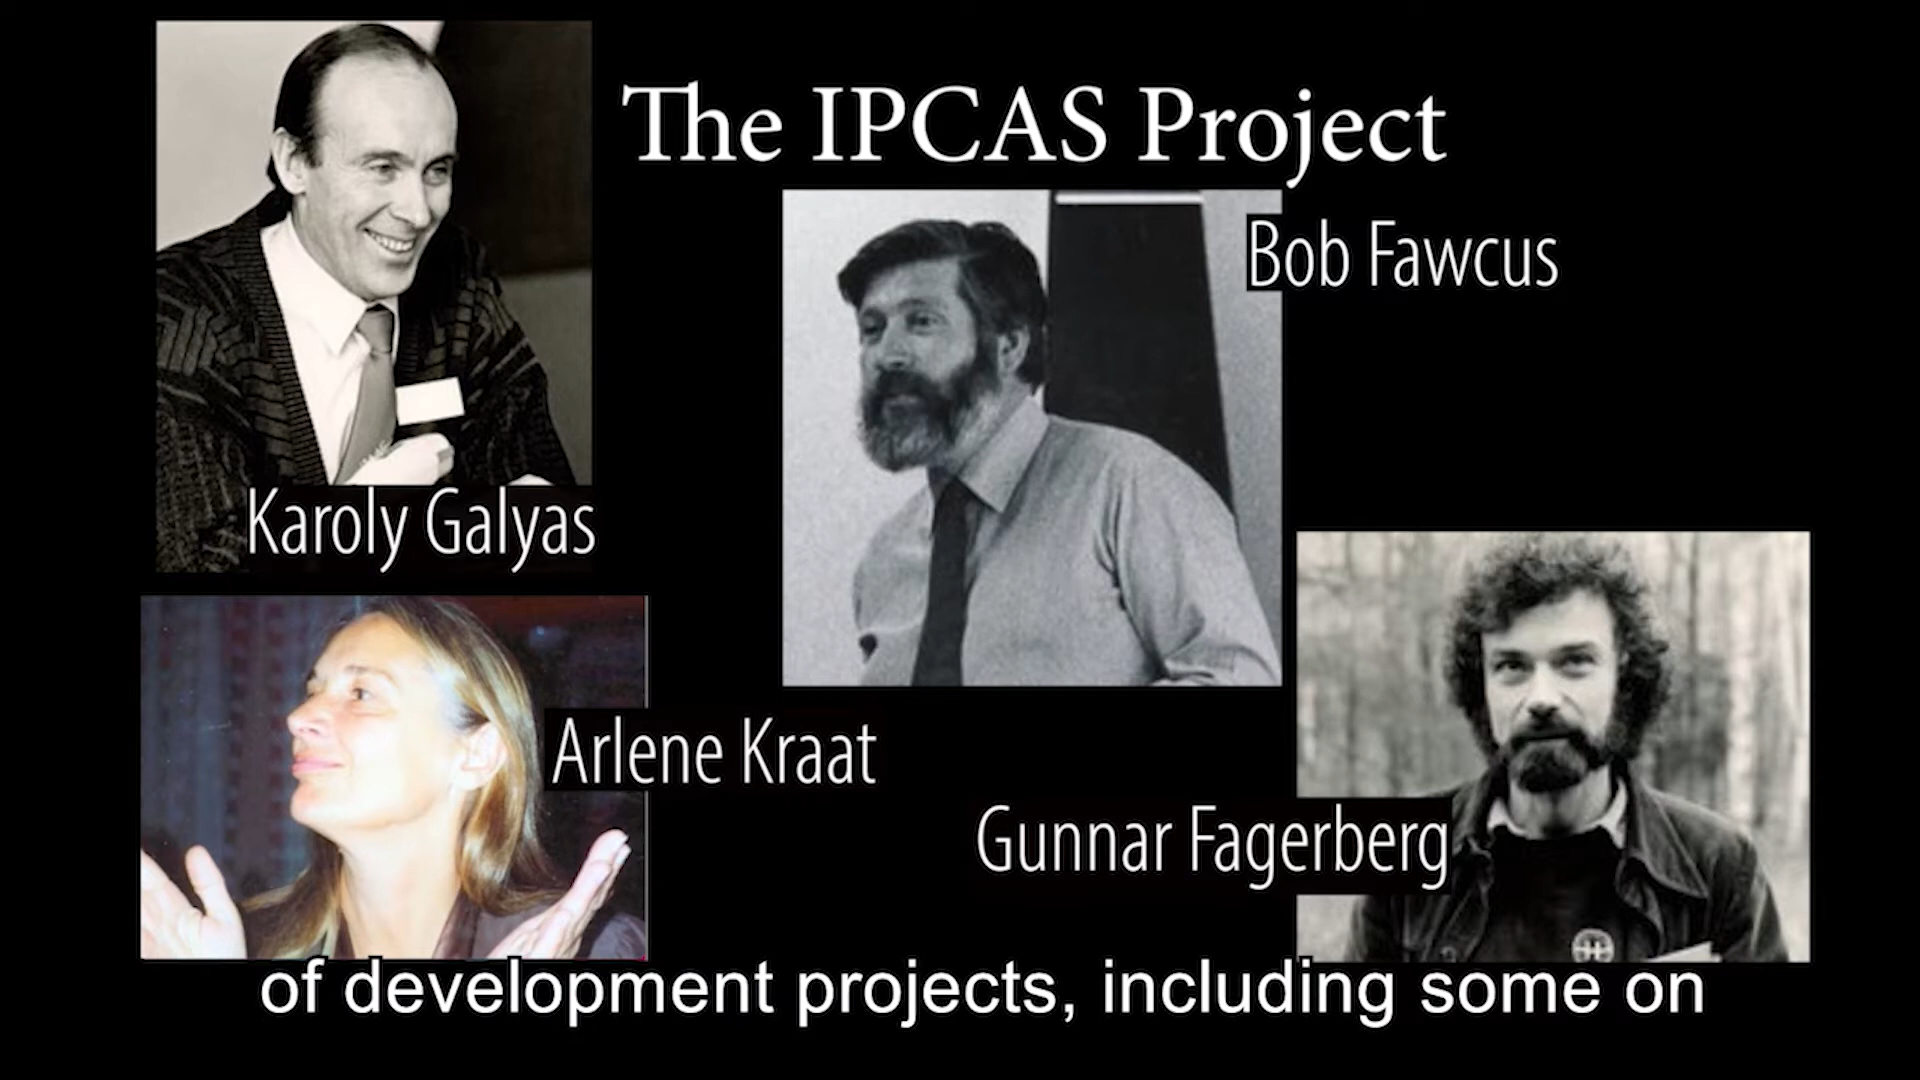 The IPCAS Project
Bob Fawcus
Karoly Galyas
Arlene Kraat
Gunnar Fagerberg
H
of development projects, including some on